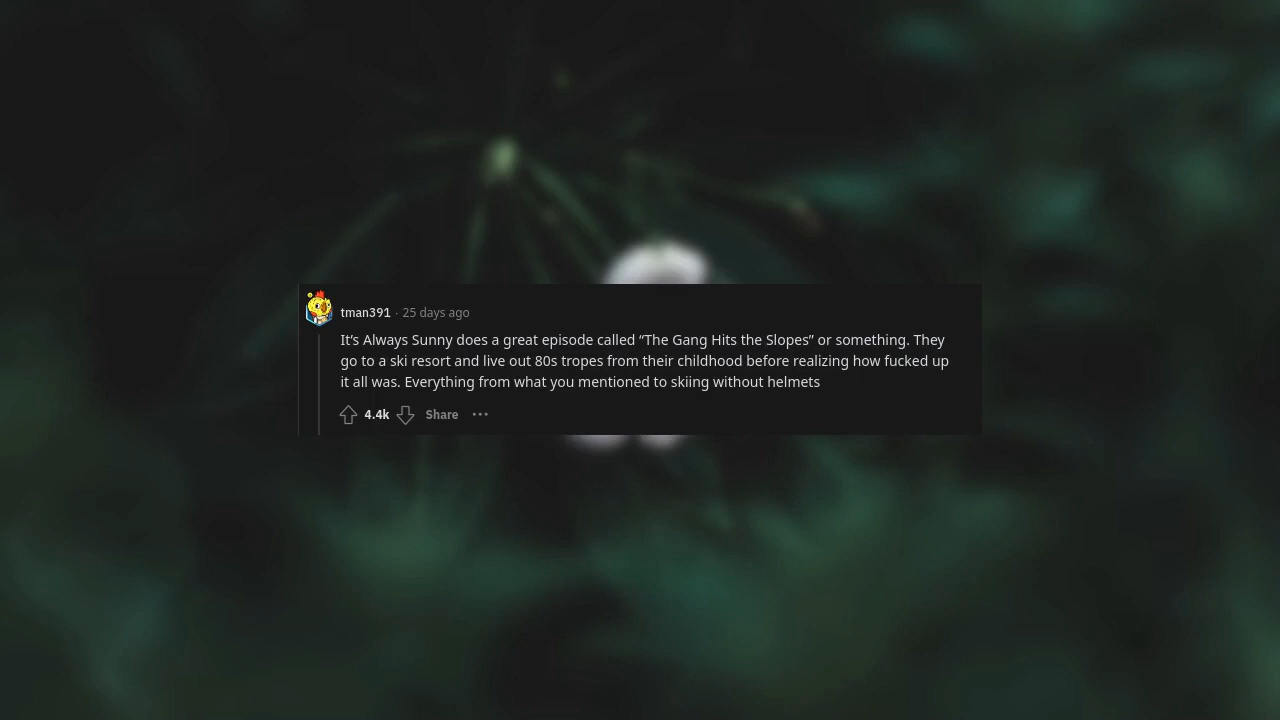 tman391 · 25 days ago
It's Always Sunny does a great episode called “The Gang Hits the Slopes” or something. They
go to a ski resort and live out 80s tropes from their childhood before realizing how fucked up
it all was. Everything from what you mentioned to skiing without helmets
4.4k Share ···